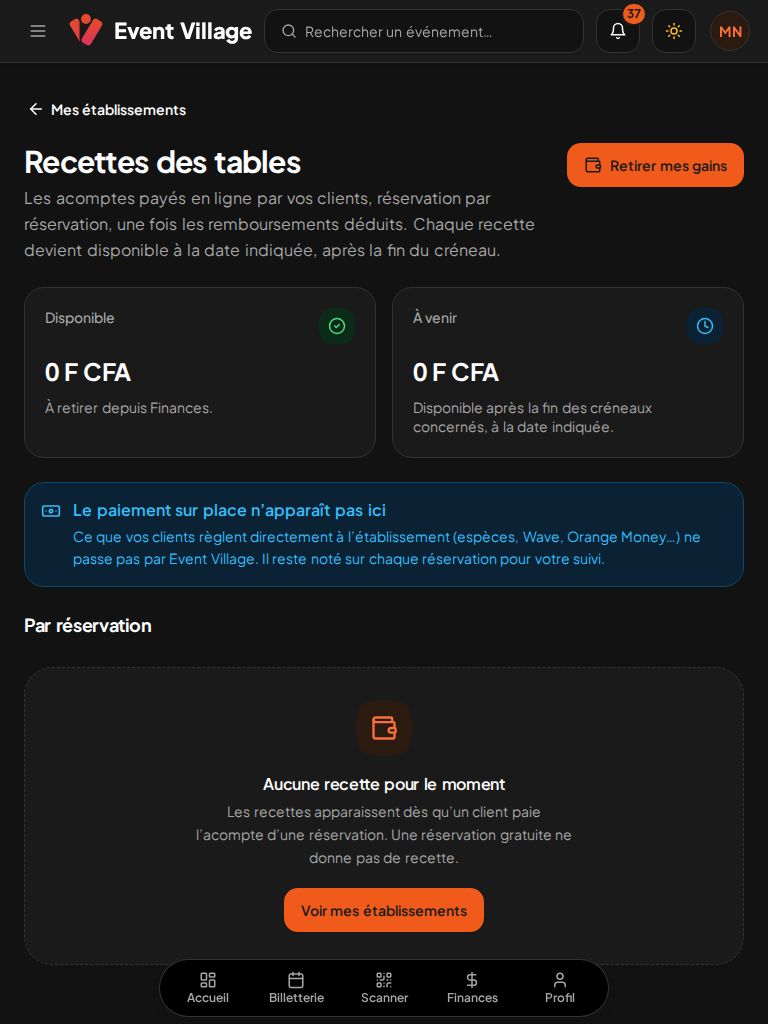 Event Village
Rechercher un événement...
37
MN
Mes établissements
Recettes des tables
Retirer mes gains
Les acomptes payés en ligne par vos clients, réservation par
réservation, une fois les remboursements déduits. Chaque recette
devient disponible à la date indiquée, après la fin du créneau.
Disponible
0 F CFA
À retirer depuis Finances.
À venir
0 F CFA
Disponible après la fin des créneaux
concernés, à la date indiquée.
Le paiement sur place n’apparaît pas ici
Ce que vos clients règlent directement à l’établissement (espèces, Wave, Orange Money…) ne
passe pas par Event Village. Il reste noté sur chaque réservation pour votre suivi.
Par réservation
Aucune recette pour le moment
Les recettes apparaissent dès qu’un client paie
l’acompte d’une réservation. Une réservation gratuite ne
donne pas de recette.
Voir mes établissements
Accueil
Billetterie
Scanner
Finances
Profil